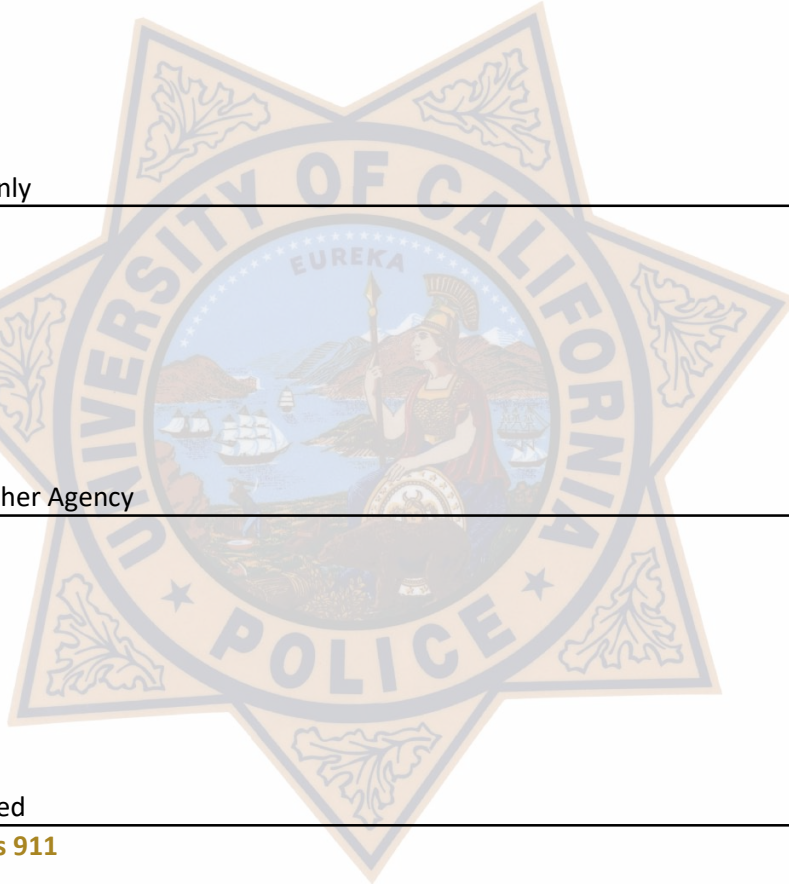 UNIVERSITY OF CALIFORNIA
EUREKA
nly
her Agency
POLICE
ed
s 911